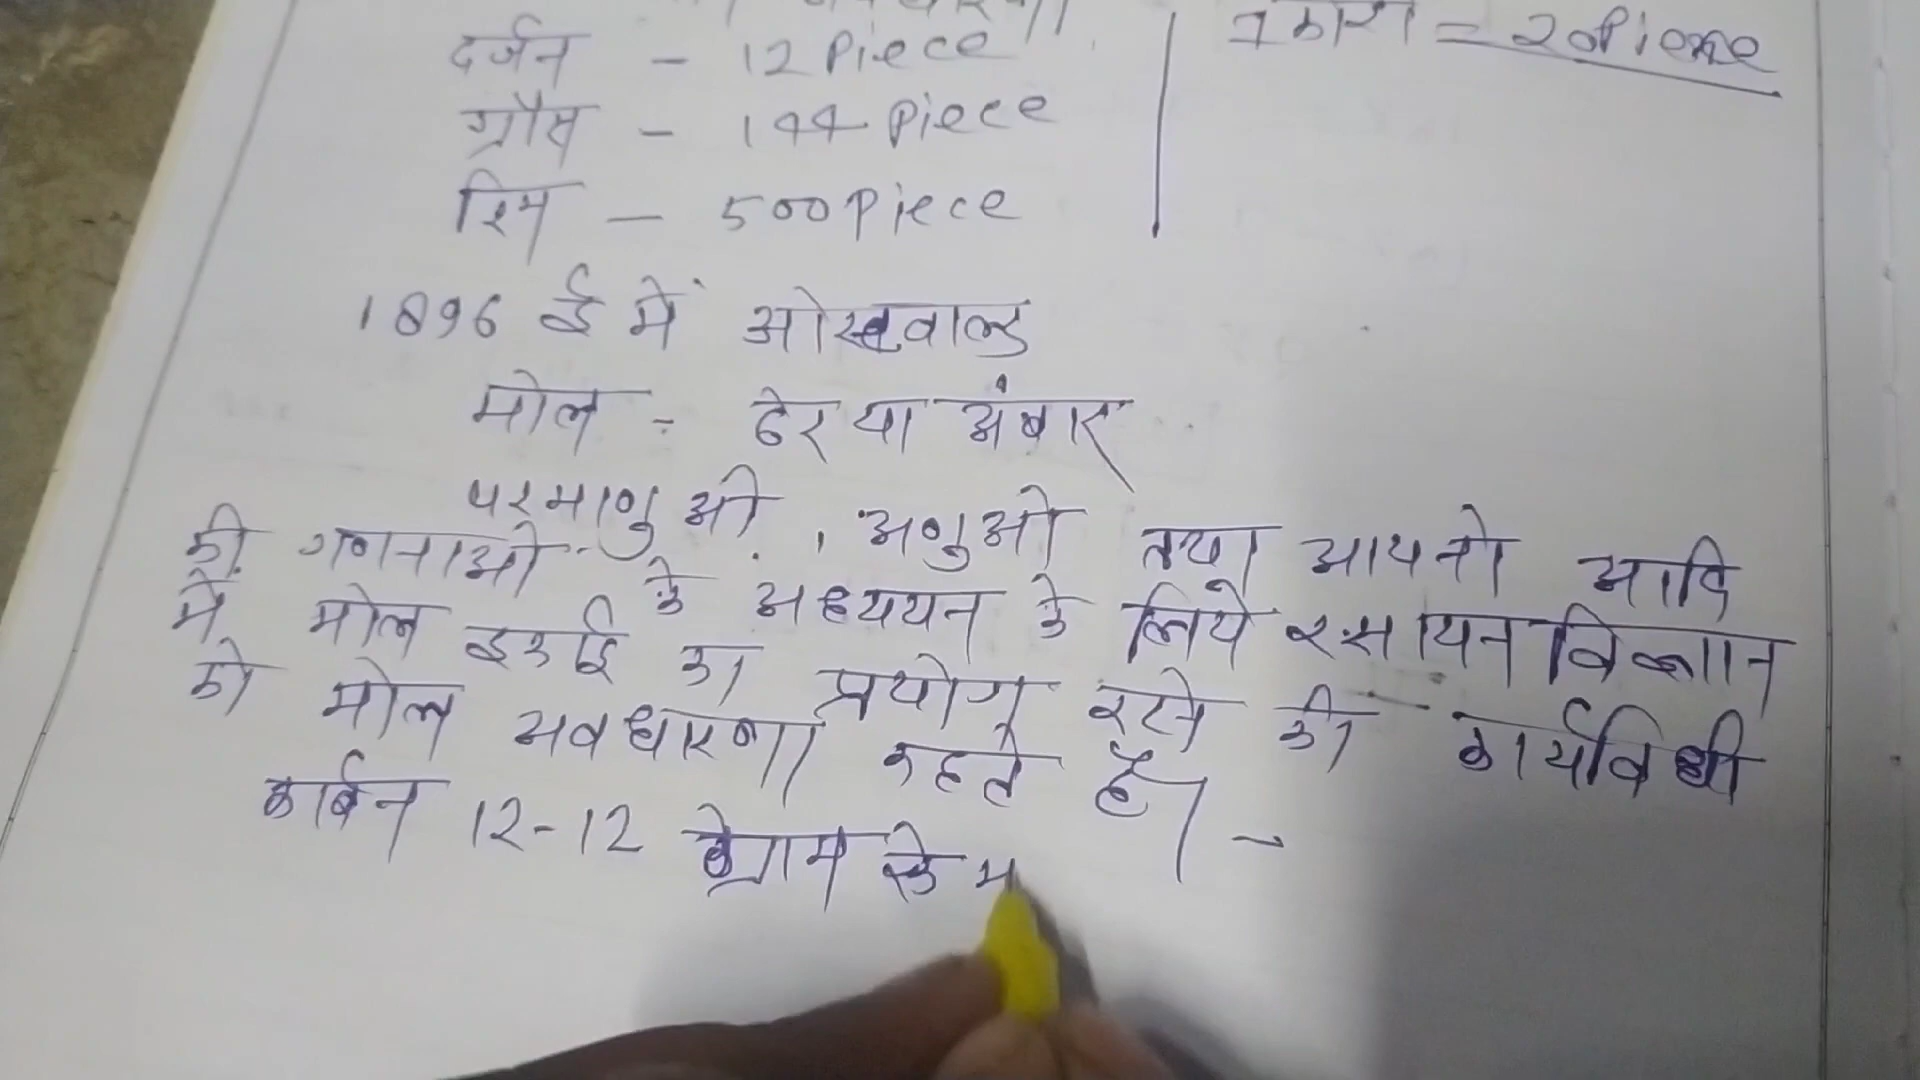 दर्जन - 12 Piece
ग्रौस - 144 Piece
रिम - 500 Piece
= 20 Piece
1896 ई में ओस्टवाल्ड
मोल - ढेर या अंबार
परमाणुओ, अणुओ तथा आयनो आदि
की गणनाओ के अध्ययन के लिये रसायन विज्ञान
में मोल इकाई का प्रयोग करने की कार्यविधी
को मोल अवधारणा कहते है।
कार्बन 12-12 ग्राम के